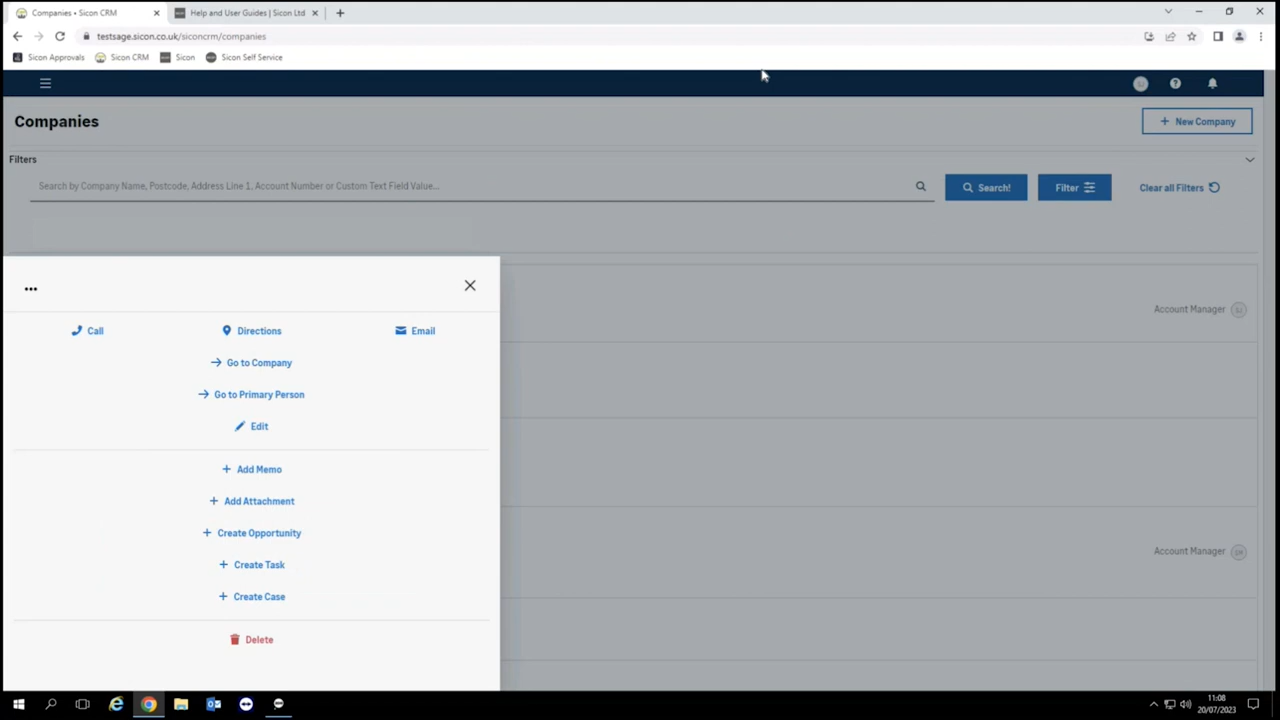 Companies • Sicon CRM
Help and User Guides | Sicon Ltd
testsage.sicon.co.uk/siconcrm/companies
Sicon Approvals Sicon CRM Sicon Sicon Self Service
Companies
+ New Company
Filters
Search by Company Name, Postcode, Address Line 1, Account Number or Custom Text Field Value...
Search!
Filter
Clear all Filters
...
Call
Directions
Email
Go to Company
Go to Primary Person
Edit
+ Add Memo
+ Add Attachment
+ Create Opportunity
+ Create Task
+ Create Case
Delete
Account Manager
Account Manager
11:08
20/07/2023